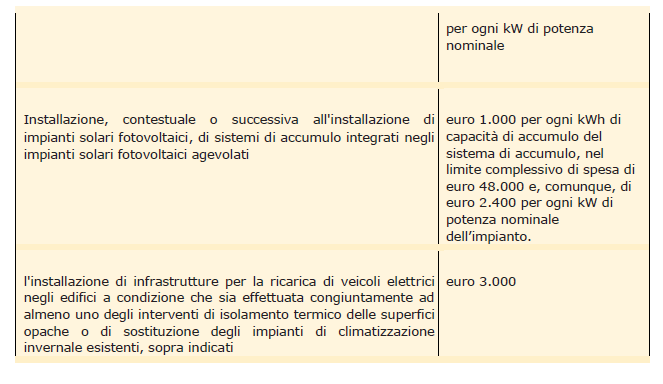 per ogni kW di potenza
nominale
Installazione, contestuale o successiva all'installazione di
impianti solari fotovoltaici, di sistemi di accumulo integrati negli
impianti solari fotovoltaici agevolati
euro 1.000 per ogni kWh di
capacità di accumulo del
sistema di accumulo, nel
limite complessivo di spesa di
euro 48.000 e, comunque, di
euro 2.400 per ogni kW di
potenza nominale
dell’impianto.
l'installazione di infrastrutture per la ricarica di veicoli elettrici
negli edifici a condizione che sia effettuata congiuntamente ad
almeno uno degli interventi di isolamento termico delle superfici
opache o di sostituzione degli impianti di climatizzazione
invernale esistenti, sopra indicati
euro 3.000